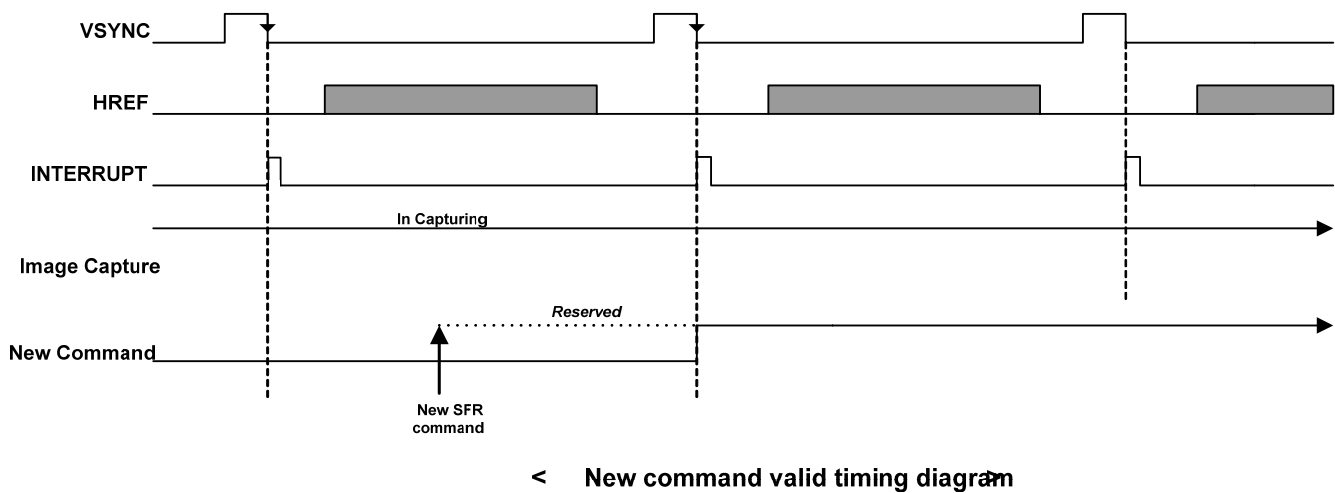 VSYNC
HREF
INTERRUPT
In Capturing
Image Capture
Reserved
New Command
New SFR
command
< New command valid timing diagram>